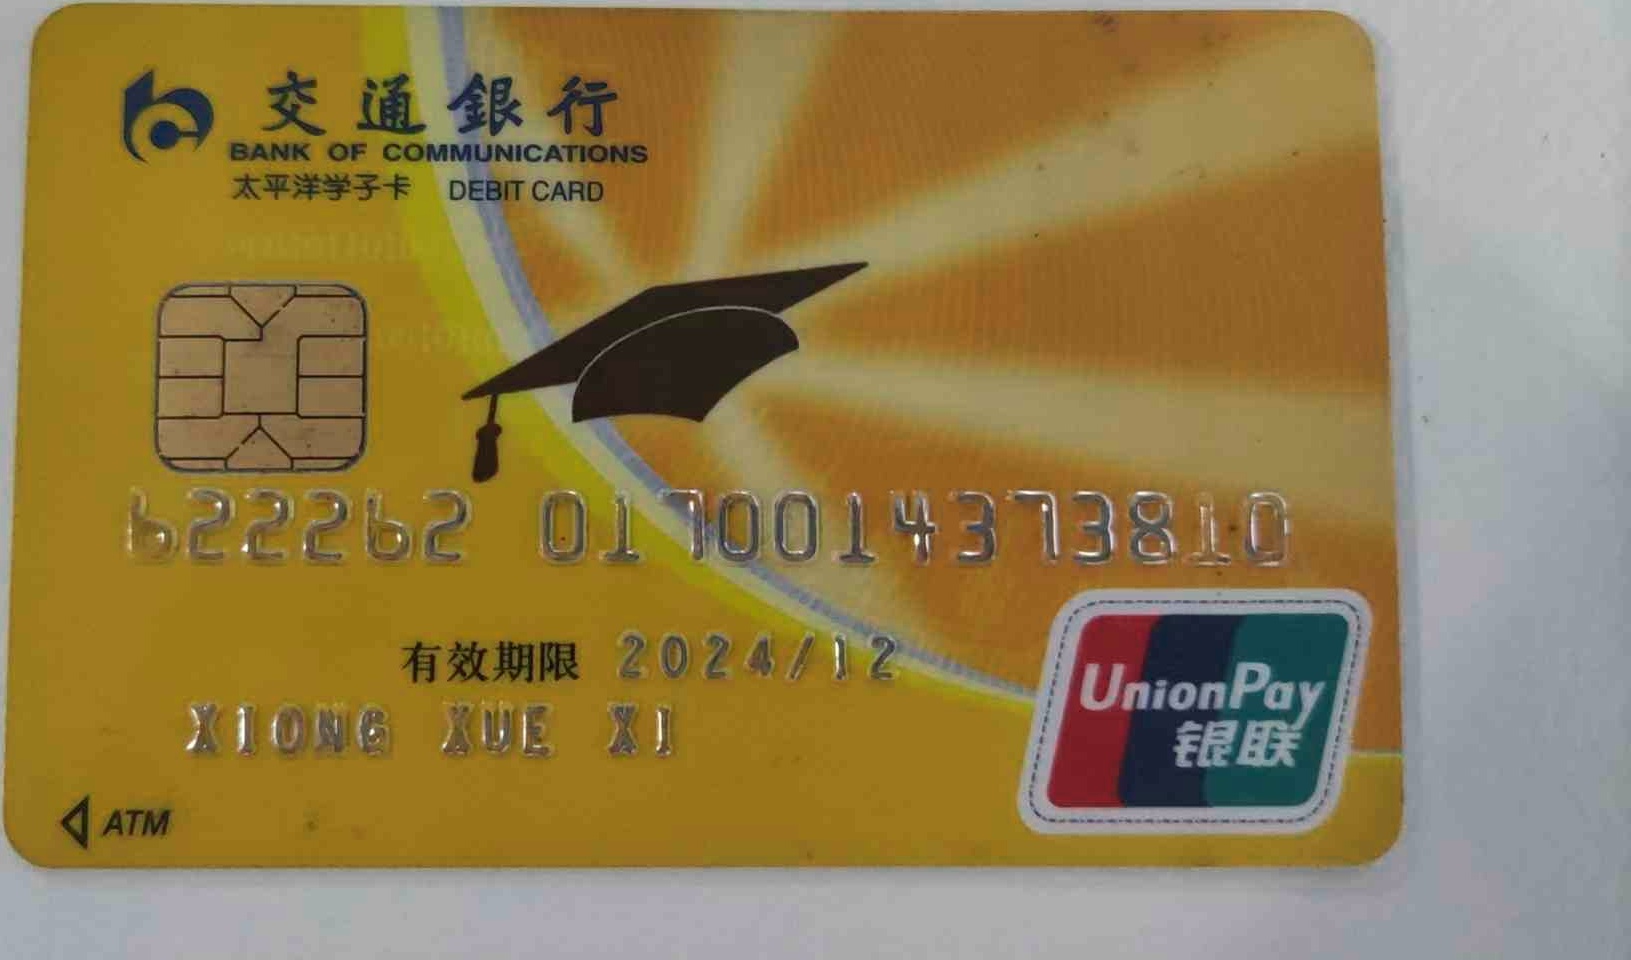 交通銀行
BANK OF COMMUNICATIONS
太平洋学子卡 DEBIT CARD
622262 0170014373810
有效期限 2024/12
XIONG XUE XI
ATM
UnionPay
银联